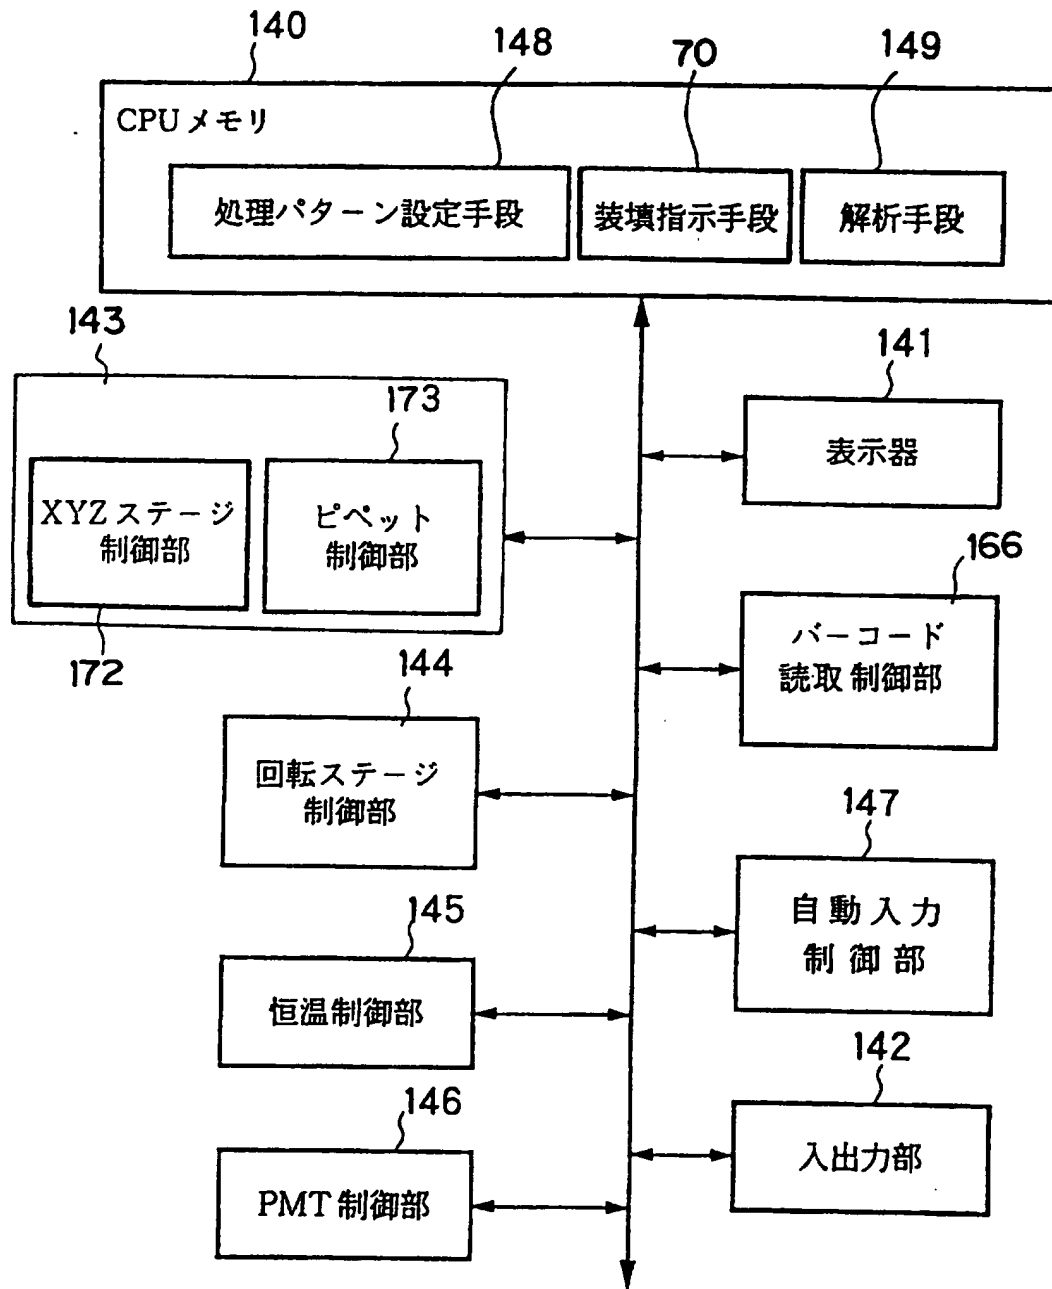 140
148
70
149
CPUメモリ
処理パターン設定手段
装填指示手段
解析手段
143
173
XYZステージ
制御部
ピペット
制御部
172
141
表示器
166
バーコード
読取制御部
144
回転ステージ
制御部
147
自動入力
制御部
145
恒温制御部
142
入出力部
146
PMT制御部